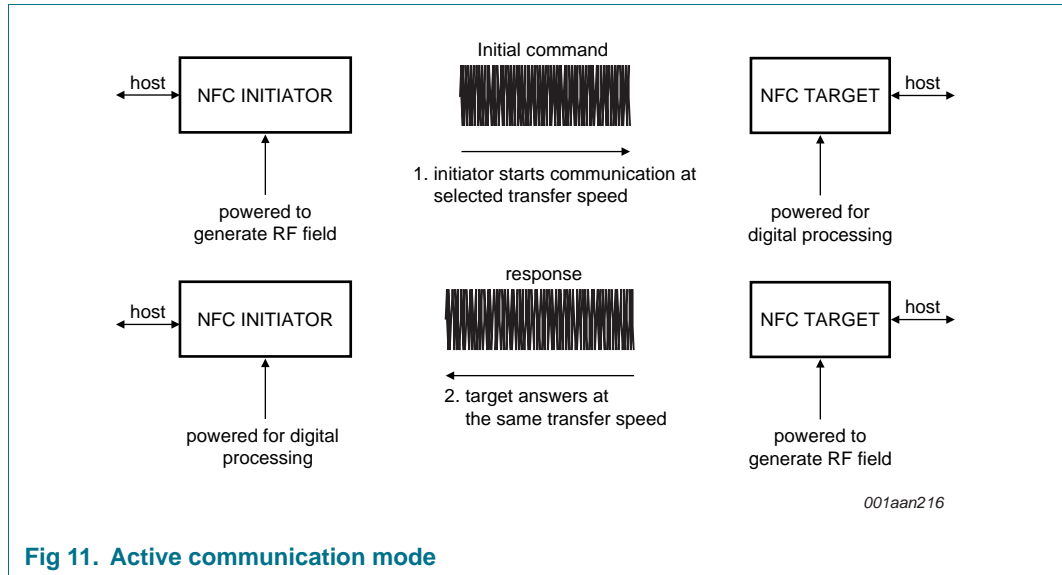 Initial command
host
NFC INITIATOR
NFC TARGET
host
1. initiator starts communication at
selected transfer speed
powered to
generate RF field
powered for
digital processing
response
host
NFC INITIATOR
NFC TARGET
host
2. target answers at
the same transfer speed
powered for digital
processing
powered to
generate RF field
001aan216
Fig 11. Active communication mode